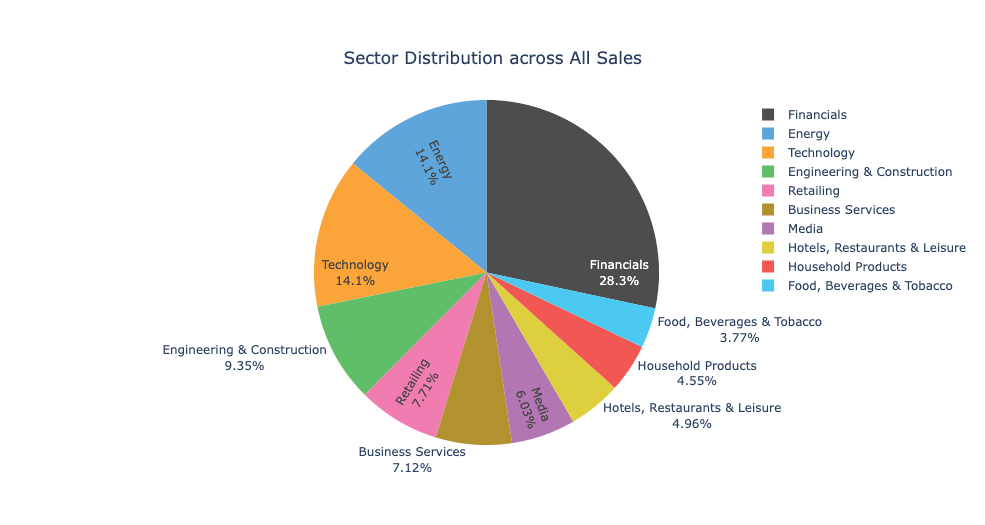 Sector Distribution across All Sales
Energy
14.1%
Technology
14.1%
Financials
28.3%
Engineering & Construction
9.35%
Retailing
7.71%
Business Services
7.12%
Media
6.03%
Hotels, Restaurants & Leisure
4.96%
Household Products
4.55%
Food, Beverages & Tobacco
3.77%
Financials
Energy
Technology
Engineering & Construction
Retailing
Business Services
Media
Hotels, Restaurants & Leisure
Household Products
Food, Beverages & Tobacco